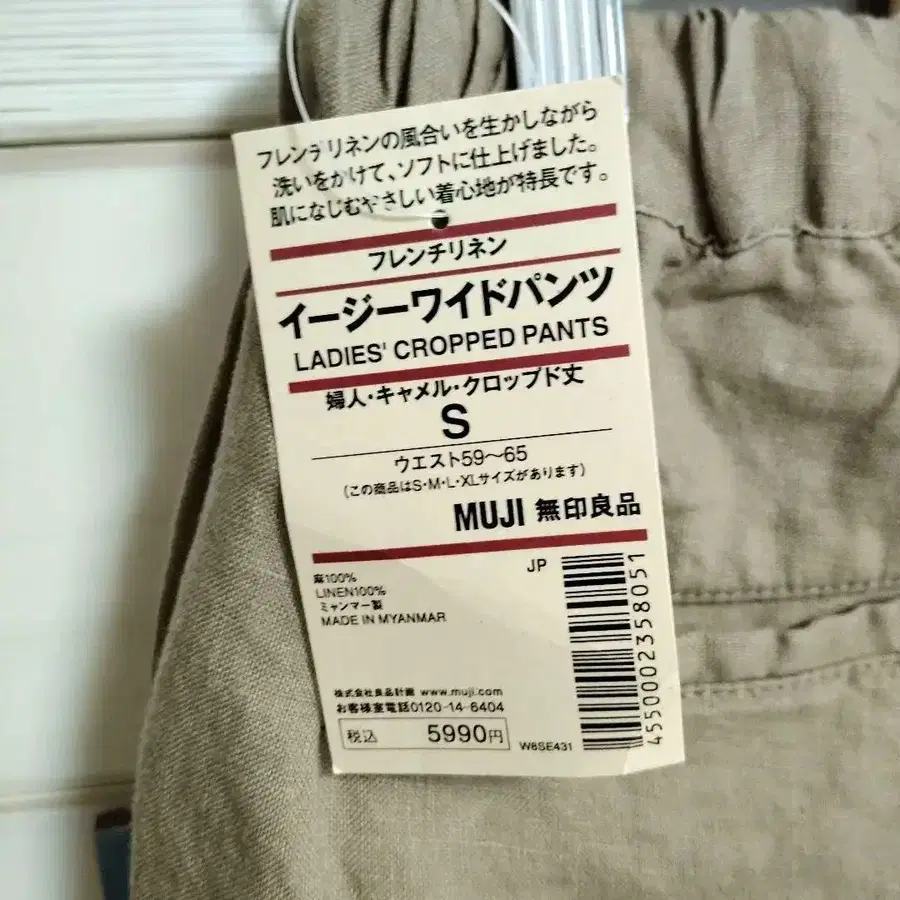 フレンチリネンの風合いを生かしながら
洗いをかけて、ソフトに仕上げました。
肌になじむやさしい着心地が特長です。
フレンチリネン
イージーワイドパンツ
LADIES' CROPPED PANTS
婦人・キャメル・クロップド丈
S
ウエスト59〜65
(この商品はS・M・L・XLサイズがあります)
MUJI 無印良品
JP
麻100%
LINEN100%
ミャンマー製
MADE IN MYANMAR
株式会社良品計画 www.muji.com
お客様室電話0120-14-6404
税込 5990円
W8SE431
4550002358051